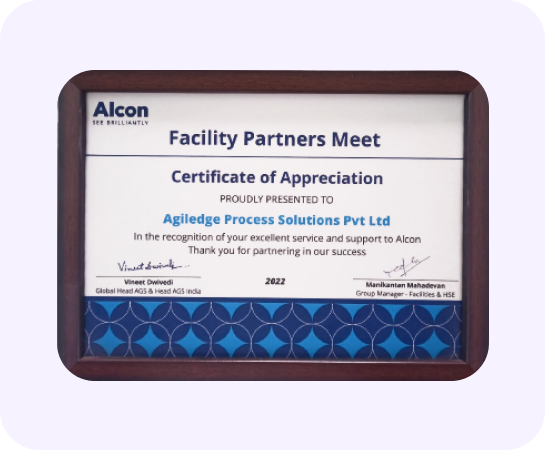 Alcon
SEE BRILLIANTLY
Facility Partners Meet
Certificate of Appreciation
PROUDLY PRESENTED TO
Agiledge Process Solutions Pvt Ltd
In the recognition of your excellent service and support to Alcon
Thank you for partnering in our success
Vineet Dwivedi
2022
Vineet Dwivedi
Global Head AGS & Head AGS India
Manikantan Mahadevan
Group Manager - Facilities & HSE